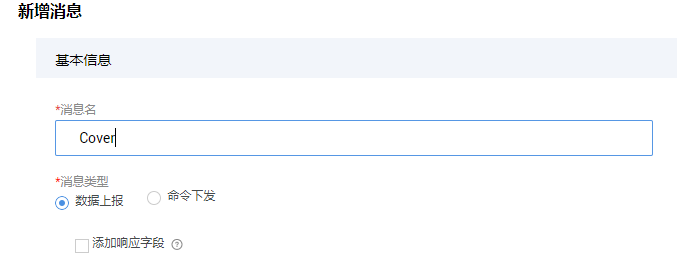 新增消息
基本信息
*消息名
Cover
*消息类型
数据上报 命令下发
添加响应字段 ?